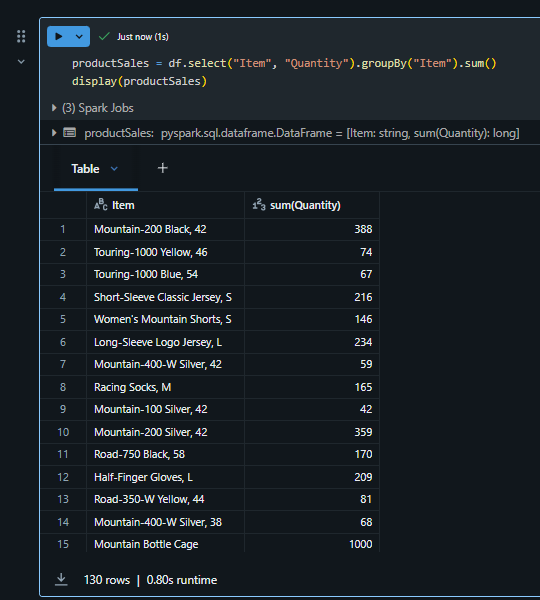 Just now (1s)
productSales = df.select("Item", "Quantity").groupBy("Item").sum()
display(productSales)
(3) Spark Jobs
productSales: pyspark.sql.dataframe.DataFrame = [Item: string, sum(Quantity): long]
Table +
ABC Item 123 sum(Quantity)
1 Mountain-200 Black, 42 388
2 Touring-1000 Yellow, 46 74
3 Touring-1000 Blue, 54 67
4 Short-Sleeve Classic Jersey, S 216
5 Women's Mountain Shorts, S 146
6 Long-Sleeve Logo Jersey, L 234
7 Mountain-400-W Silver, 42 59
8 Racing Socks, M 165
9 Mountain-100 Silver, 42 42
10 Mountain-200 Silver, 42 359
11 Road-750 Black, 58 170
12 Half-Finger Gloves, L 209
13 Road-350-W Yellow, 44 81
14 Mountain-400-W Silver, 38 68
15 Mountain Bottle Cage 1000
130 rows | 0.80s runtime